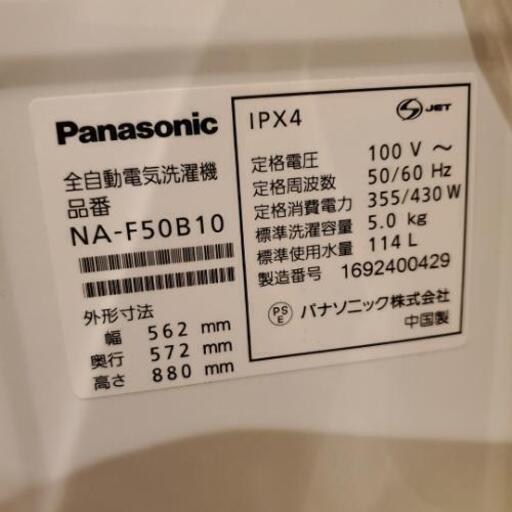 Panasonic
全自動電気洗濯機
品番
NA-F50B10
外形寸法
幅 562 mm
奥行 572 mm
高さ 880 mm
IPX4
JET
定格電圧 100 V ～
定格周波数 50/60 Hz
定格消費電力 355/430 W
標準洗濯容量 5.0 kg
標準使用水量 114 L
製造番号 1692400429
PS E パナソニック株式会社
中国製